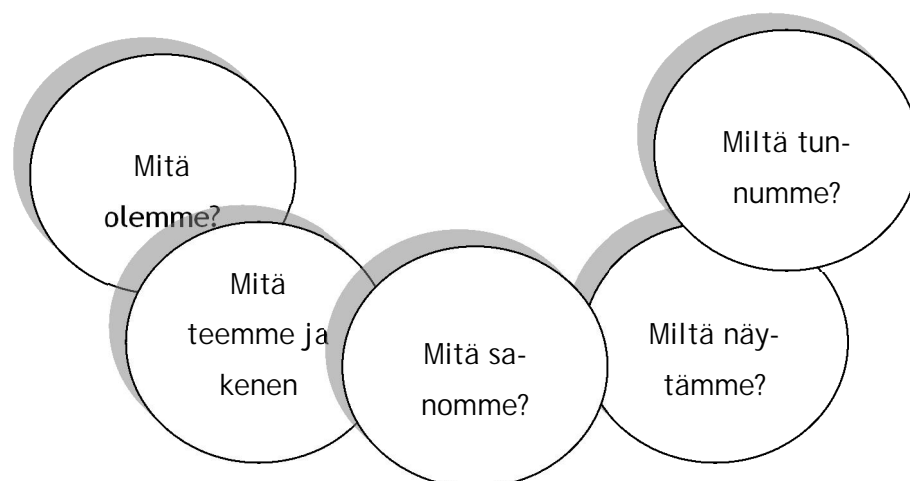 Mitä
olemme?
Mitä
teemme ja
kenen
Mitä sa-
nomme?
Miltä näy-
tämme?
Miltä tun-
numme?